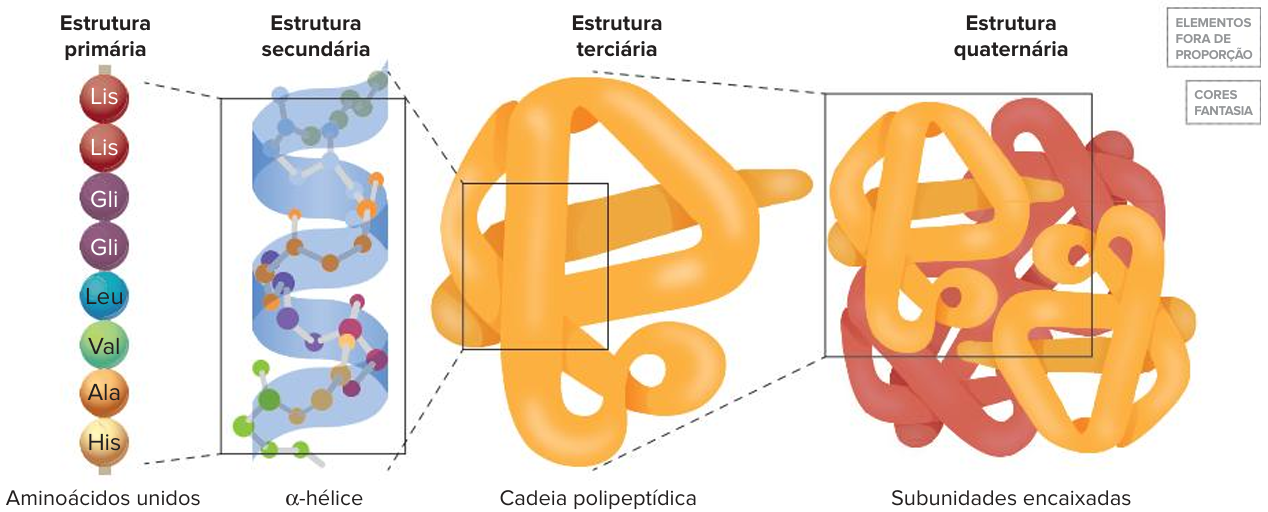 Estrutura
primária
Estrutura
secundária
Estrutura
terciária
Estrutura
quaternária
ELEMENTOS
FORA DE
PROPORÇÃO
CORES
FANTASIA
Lis
Lis
Gli
Gli
Leu
Val
Ala
His
Aminoácidos unidos
α-hélice
Cadeia polipeptídica
Subunidades encaixadas